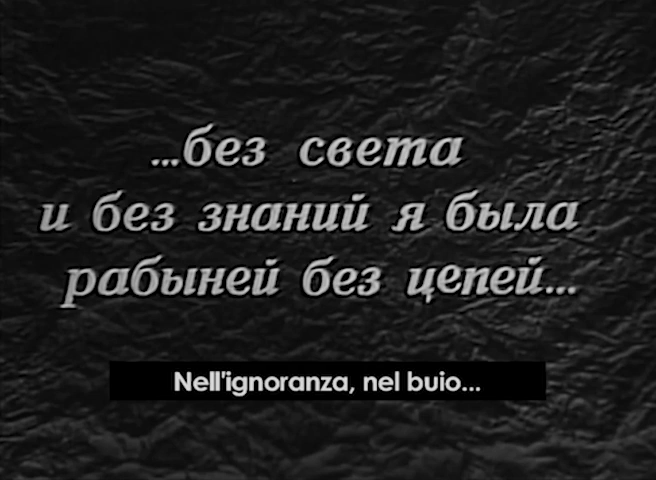 ...без света
и без знаний я была
рабыней без цепей...
Nell'ignoranza, nel buio...